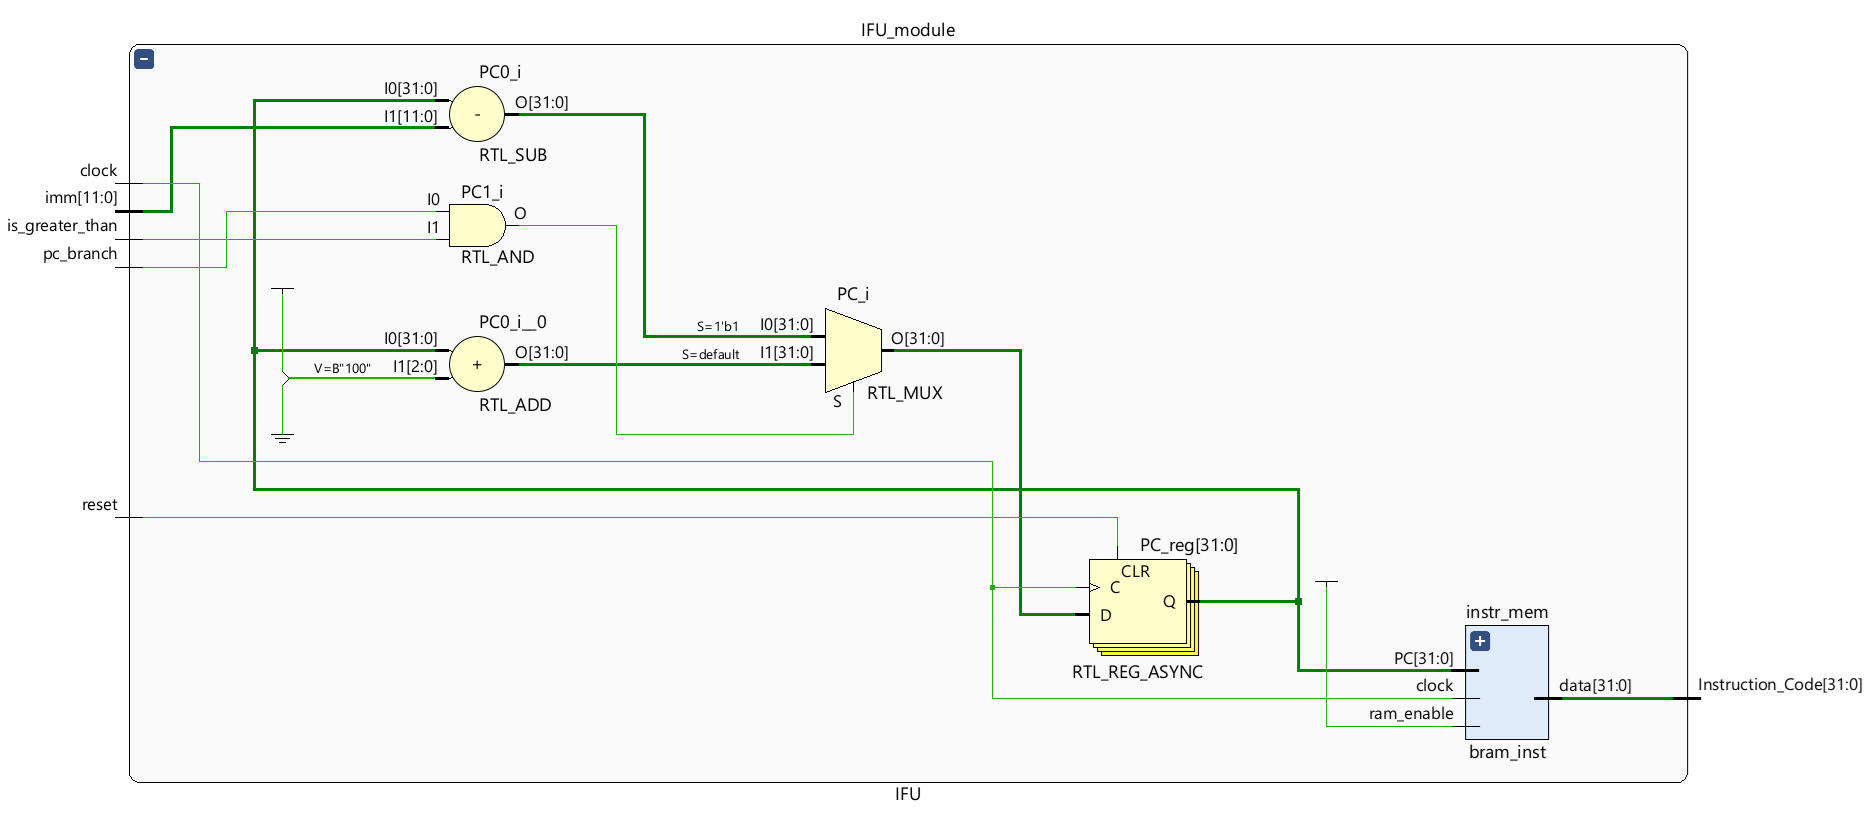 IFU_module
PC0_i
I0[31:0]
I1[11:0]
-
O[31:0]
RTL_SUB
clock
imm[11:0]
is_greater_than
pc_branch
PC1_i
I0
I1
O
RTL_AND
PC0_i__0
I0[31:0]
V=B"100" I1[2:0]
+
O[31:0]
RTL_ADD
PC_i
S=1'b1 I0[31:0]
S=default I1[31:0]
O[31:0]
S
RTL_MUX
reset
PC_reg[31:0]
CLR
C
Q
D
RTL_REG_ASYNC
instr_mem
PC[31:0]
clock
ram_enable
data[31:0]
Instruction_Code[31:0]
bram_inst
IFU